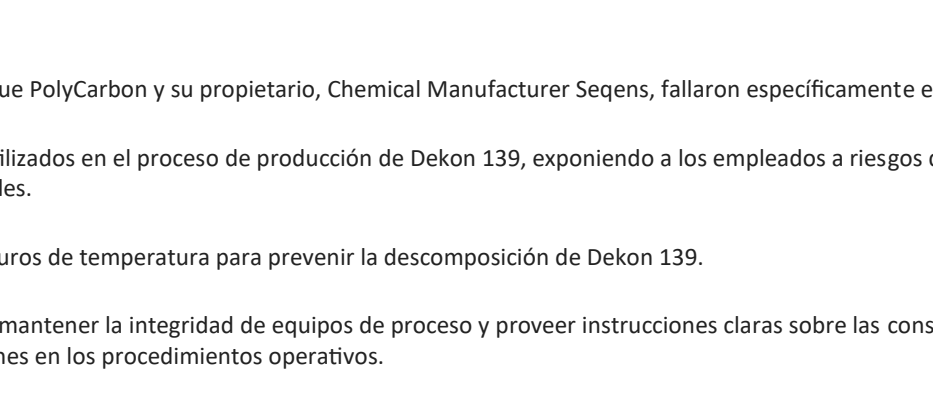 ue PolyCarbon y su propietario, Chemical Manufacturer Seqens, fallaron específicamente e
ilizados en el proceso de producción de Dekon 139, exponiendo a los empleados a riesgos
les.
uros de temperatura para prevenir la descomposición de Dekon 139.
mantener la integridad de equipos de proceso y proveer instrucciones claras sobre las cons
nes en los procedimientos operativos.